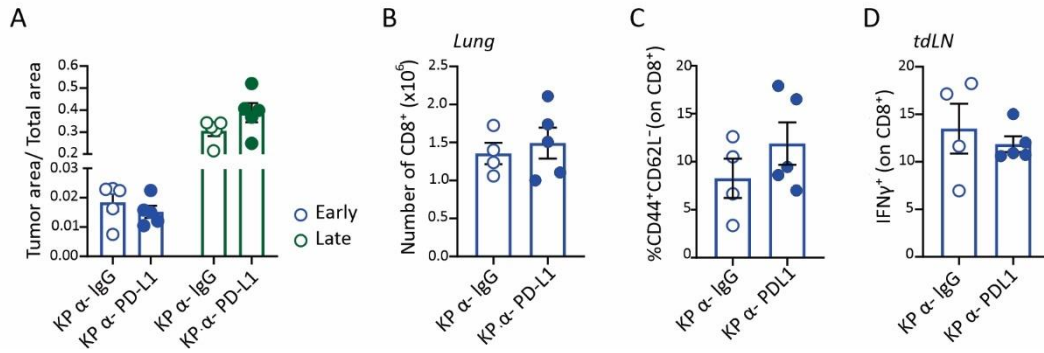 A
Tumor area/ Total area
0.6
0.5
0.4
0.3
0.2
0.03
0.02
0.01
0.00
KP α- IgG
KP α- PD-L1
KP α- IgG
KP α- PD-L1
Early
Late
B
Lung
Number of CD8⁺ (x10⁶)
2.5
2.0
1.5
1.0
0.5
0.0
KP α- IgG
KP α- PD-L1
C
%CD44⁺CD62L⁻ (on CD8⁺)
20
15
10
5
0
KP α- IgG
KP α- PDL1
D
tdLN
IFNγ⁺ (on CD8⁺)
20
15
10
5
0
KP α- IgG
KP α- PDL1